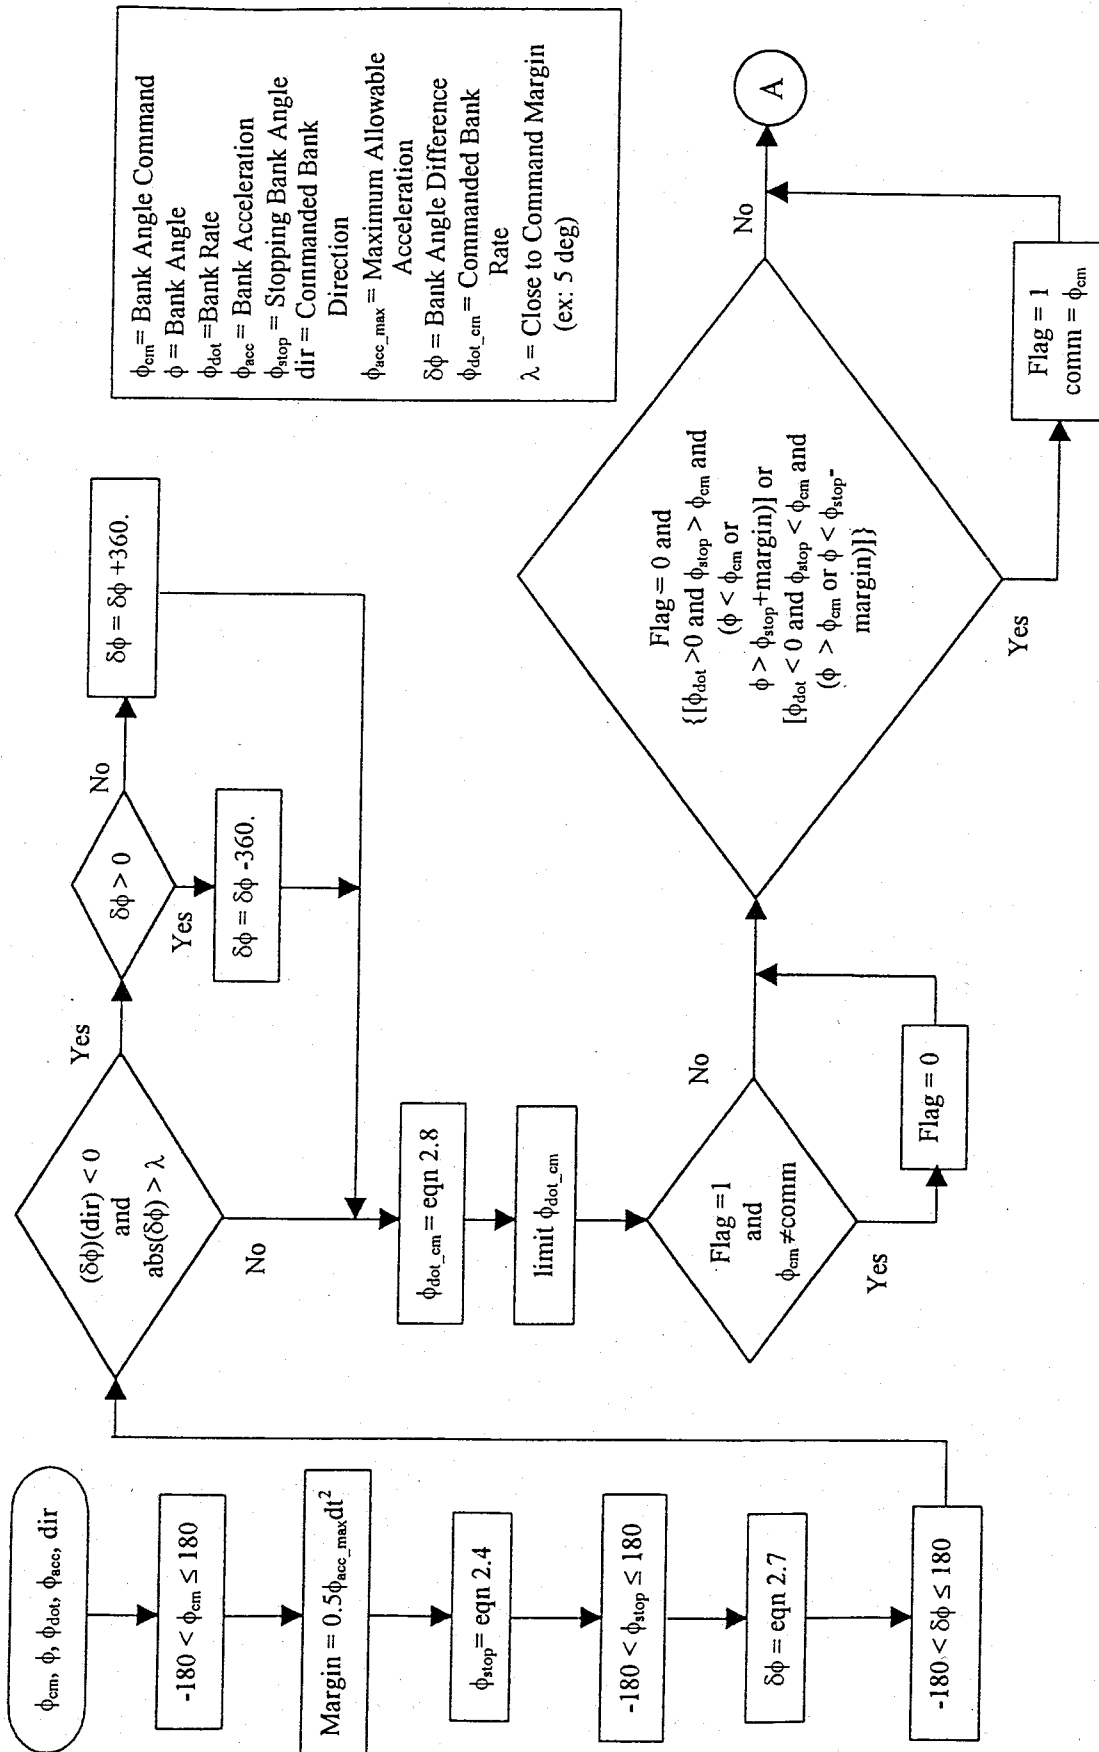 ϕcm, ϕ, ϕdot, ϕacc, dir
-180 < ϕcm ≤ 180
Margin = 0.5ϕacc_maxdt²
ϕstop= eqn 2.4
-180 < ϕstop ≤ 180
δϕ = eqn 2.7
-180 < δϕ ≤ 180
(δϕ)(dir) < 0
and
abs(δϕ) > λ
Yes
No
δϕ > 0
No
Yes
δϕ = δϕ +360.
δϕ = δϕ -360.
ϕdot_cm = eqn 2.8
limit ϕdot_cm
Flag = 1
and
ϕcm ≠comm
No
Yes
Flag = 0
Flag = 0 and
{[ϕdot >0 and ϕstop > ϕcm and
(ϕ < ϕcm or
ϕ > ϕstop+margin)] or
[ϕdot < 0 and ϕstop < ϕcm and
(ϕ > ϕcm or ϕ < ϕstop-
margin)]}
No
Yes
Flag = 1
comm = ϕcm
A
ϕcm= Bank Angle Command
ϕ = Bank Angle
ϕdot =Bank Rate
ϕacc = Bank Acceleration
ϕstop = Stopping Bank Angle
dir = Commanded Bank
Direction
ϕacc_max = Maximum Allowable
Acceleration
δϕ = Bank Angle Difference
ϕdot_cm = Commanded Bank
Rate
λ = Close to Command Margin
(ex: 5 deg)